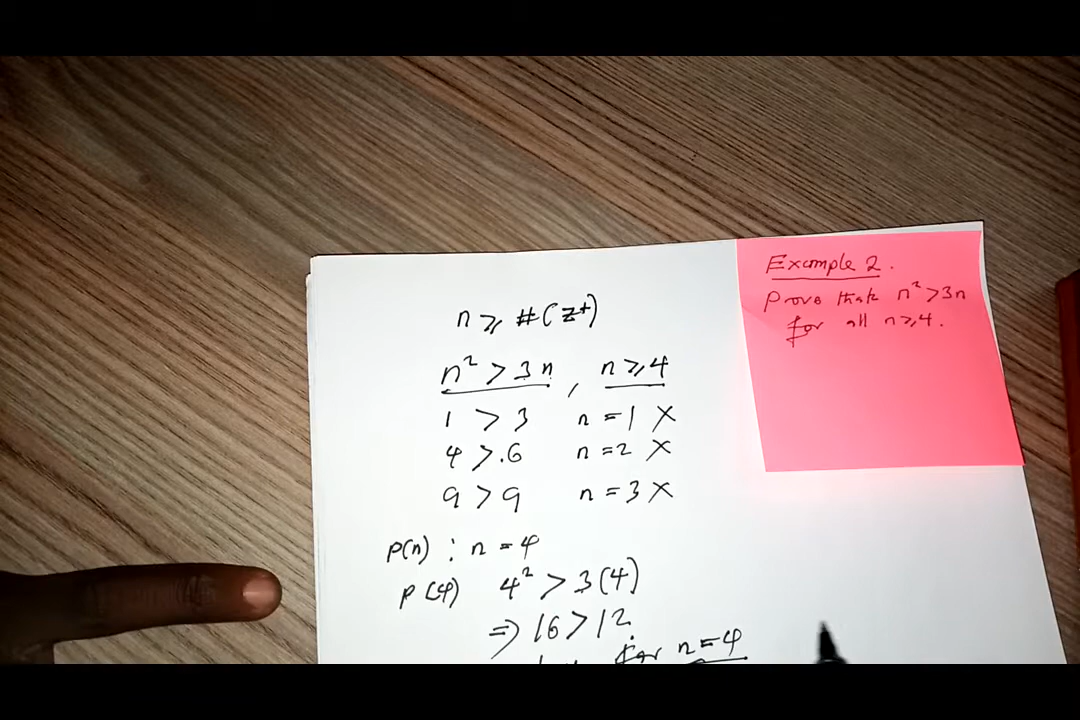 n ≥ #(z+)
n² > 3n , n ≥ 4
1 > 3 n = 1 X
4 > .6 n = 2 X
9 > 9 n = 3 X
P(n) : n = 4
P(4) 4² > 3(4)
⇒ 16 > 12.
for n = 4
Example 2.
Prove that n² > 3n
for all n ≥ 4.